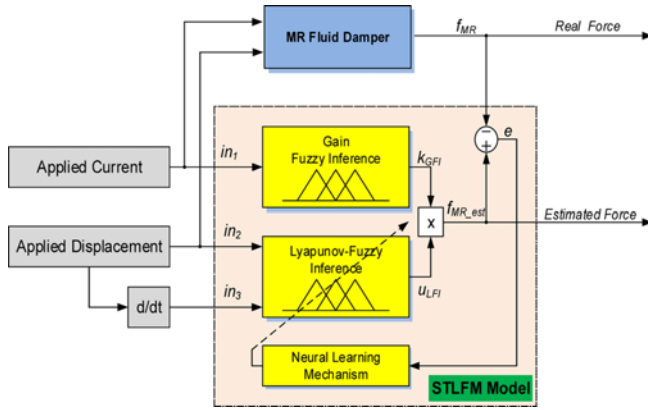 MR Fluid Damper
f_MR
Real Force
Applied Current
in_1
Gain
Fuzzy Inference
k_GFI
−
+
e
x
f_MR_est
Estimated Force
Applied Displacement
in_2
Lyapunov-Fuzzy
Inference
u_LFI
d/dt
in_3
Neural Learning
Mechanism
STLFM Model